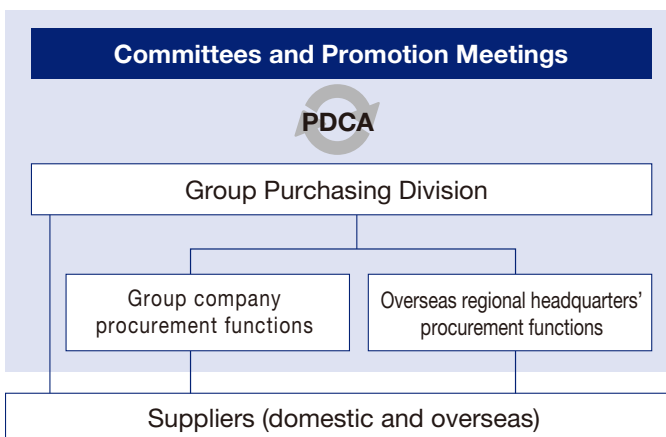 Committees and Promotion Meetings
PDCA
Group Purchasing Division
Group company
procurement functions
Overseas regional headquarters’
procurement functions
Suppliers (domestic and overseas)